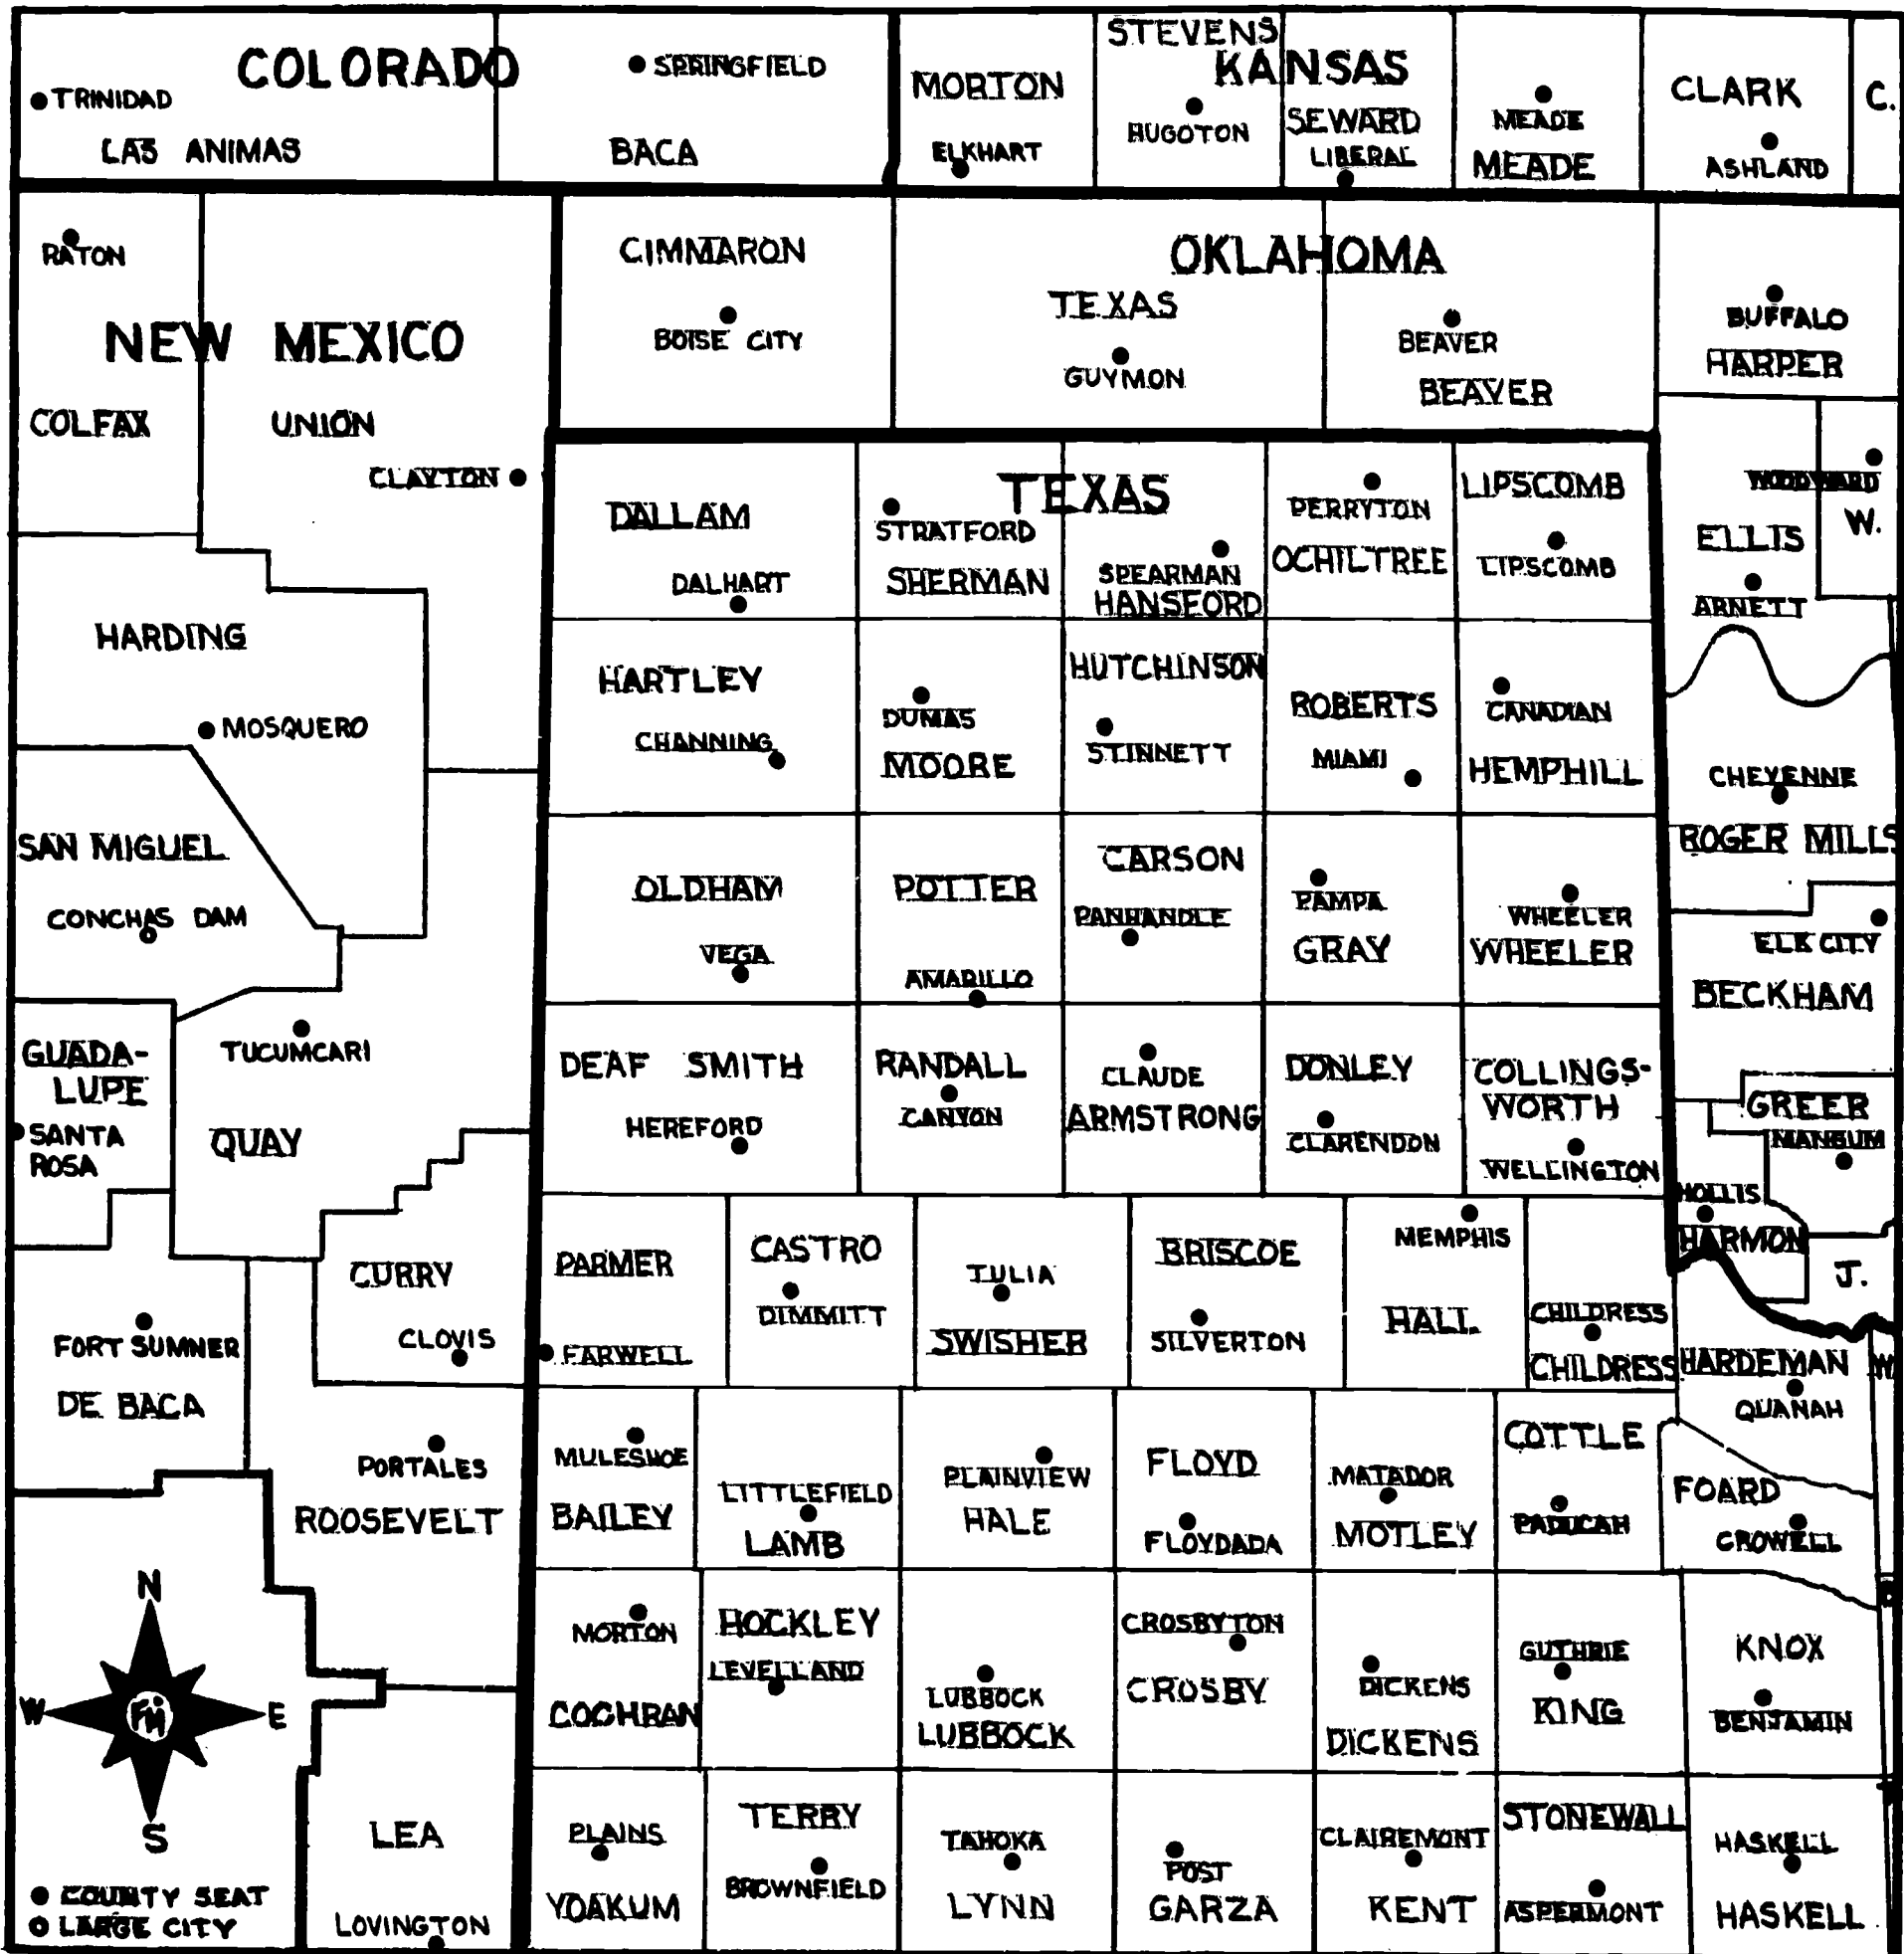 COLORADO
TRINIDAD
LAS ANIMAS
SPRINGFIELD
BACA
KANSAS
MORTON
ELKHART
STEVENS
HUGOTON
SEWARD
LIBERAL
MEADE
MEADE
CLARK
ASHLAND
C.
NEW MEXICO
RATON
COLFAX
UNION
CLAYTON
OKLAHOMA
CIMMARON
BOISE CITY
TEXAS
GUYMON
BEAVER
BEAVER
BUFFALO
HARPER
WOODWARD
W.
ELLIS
ARNETT
TEXAS
DALLAM
DALHART
STRATFORD
SHERMAN
SPEARMAN
HANSFORD
PERRYTON
OCHILTREE
LIPSCOMB
LIPSCOMB
HARDING
MOSQUERO
HARTLEY
CHANNING
DUMAS
MOORE
HUTCHINSON
STINNETT
ROBERTS
MIAMI
CANADIAN
HEMPHILL
CHEYENNE
ROGER MILLS
SAN MIGUEL
CONCHAS DAM
OLDHAM
VEGA
POTTER
AMARILLO
CARSON
PANHANDLE
PAMPA
GRAY
WHEELER
WHEELER
ELK CITY
BECKHAM
GUADA-
LUPE
SANTA
ROSA
TUCUMCARI
QUAY
DEAF SMITH
HEREFORD
RANDALL
CANYON
CLAUDE
ARMSTRONG
DONLEY
CLARENDON
COLLINGS-
WORTH
WELLINGTON
GREER
MANGUM
HOLLIS
HARMON
J.
FORT SUMNER
DE BACA
CURRY
CLOVIS
PARMER
FARWELL
CASTRO
DIMMITT
TULIA
SWISHER
BRISCOE
SILVERTON
MEMPHIS
HALL
CHILDRESS
CHILDRESS
HARDEMAN
QUANAH
W
PORTALES
ROOSEVELT
MULESHOE
BAILEY
LITTLEFIELD
LAMB
PLAINVIEW
HALE
FLOYD
FLOYDADA
MATADOR
MOTLEY
COTTLE
PADUCAH
FOARD
CROWELL
MORTON
COCHRAN
HOCKLEY
LEVELLAND
LUBBOCK
LUBBOCK
CROSBYTON
CROSBY
DICKENS
DICKENS
GUTHRIE
KING
KNOX
BENJAMIN
LEA
LOVINGTON
PLAINS
YOAKUM
TERRY
BROWNFIELD
TAHOKA
LYNN
POST
GARZA
CLAIREMONT
KENT
STONEWALL
ASPERMONT
HASKELL
HASKELL
N
W
E
S
COUNTY SEAT
LARGE CITY